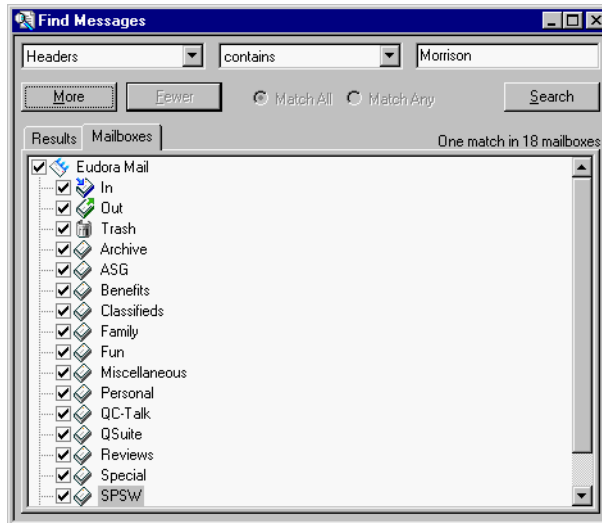 Find Messages
Headers contains Morrison
More Fewer Match All Match Any Search
Results Mailboxes One match in 18 mailboxes
Eudora Mail
In
Out
Trash
Archive
ASG
Benefits
Classifieds
Family
Fun
Miscellaneous
Personal
QC-Talk
QSuite
Reviews
Special
SPSW